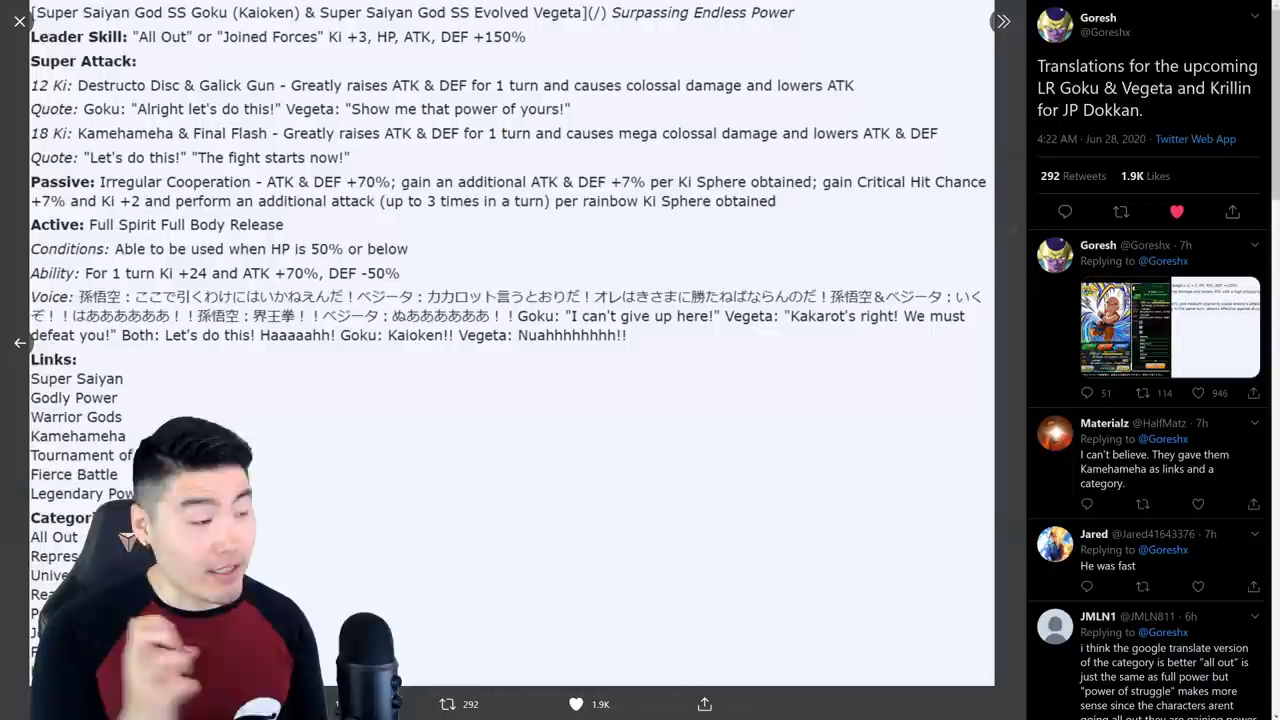 [Super Saiyan God SS Goku (Kaioken) & Super Saiyan God SS Evolved Vegeta](/) Surpassing Endless Power
Leader Skill: "All Out" or "Joined Forces" Ki +3, HP, ATK, DEF +150%
Super Attack:
12 Ki: Destructo Disc & Galick Gun - Greatly raises ATK & DEF for 1 turn and causes colossal damage and lowers ATK
Quote: Goku: "Alright let's do this!" Vegeta: "Show me that power of yours!"
18 Ki: Kamehameha & Final Flash - Greatly raises ATK & DEF for 1 turn and causes mega colossal damage and lowers ATK & DEF
Quote: "Let's do this!" "The fight starts now!"
Passive: Irregular Cooperation - ATK & DEF +70%; gain an additional ATK & DEF +7% per Ki Sphere obtained; gain Critical Hit Chance
+7% and Ki +2 and perform an additional attack (up to 3 times in a turn) per rainbow Ki Sphere obtained
Active: Full Spirit Full Body Release
Conditions: Able to be used when HP is 50% or below
Ability: For 1 turn Ki +24 and ATK +70%, DEF -50%
Voice: 孫悟空：ここで引くわけにはいかねえんだ！ベジータ：カカロット言うとおりだ！オレはきさまに勝たねばならんのだ！孫悟空＆ベジータ：いく
ぞ！！はああああああ！！孫悟空：界王拳！！ベジータ：ぬああああああ！！Goku: "I can't give up here!" Vegeta: "Kakarot's right! We must
defeat you!" Both: Let's do this! Haaaaahh! Goku: Kaioken!! Vegeta: Nuahhhhhhhh!!
Links:
Super Saiyan
Godly Power
Warrior Gods
Kamehameha
Tournament of
Fierce Battle
Legendary Pow
Categor
All Out
Repres
Unive
Rea
292
1.9K
Goresh
@Goreshx
Translations for the upcoming
LR Goku & Vegeta and Krillin
for JP Dokkan.
4:22 AM · Jun 28, 2020 · Twitter Web App
292 Retweets 1.9K Likes
Goresh @Goreshx · 7h
Replying to @Goreshx
51 114 946
Materialz @HalfMatz · 7h
Replying to @Goreshx
I can't believe. They gave them
Kamehameha as links and a
category.
Jared @Jared41643376 · 7h
Replying to @Goreshx
He was fast
JMLN1 @JMLN811 · 6h
Replying to @Goreshx
i think the google translate version
of the category is better "all out" is
just the same as full power but
"power of struggle" makes more
sense since the characters arent
going all out they are gaining power